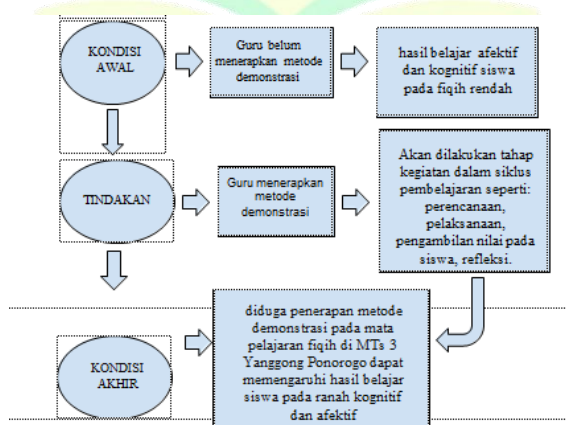 KONDISI
AWAL
Guru belum
menerapkan metode
demonstrasi
hasil belajar afektif
dan kognitif siswa
pada fiqih rendah
TINDAKAN
Guru menerapkan
metode
demonstrasi
Akan dilakukan tahap
kegiatan dalam siklus
pembelajaran seperti:
perencanaan,
pelaksanaan,
pengambilan nilai pada
siswa, refleksi.
KONDISI
AKHIR
diduga penerapan metode
demonstrasi pada mata
pelajaran fiqih di MTs 3
Yanggong Ponorogo dapat
memengaruhi hasil belajar
siswa pada ranah kognitif
dan afektif